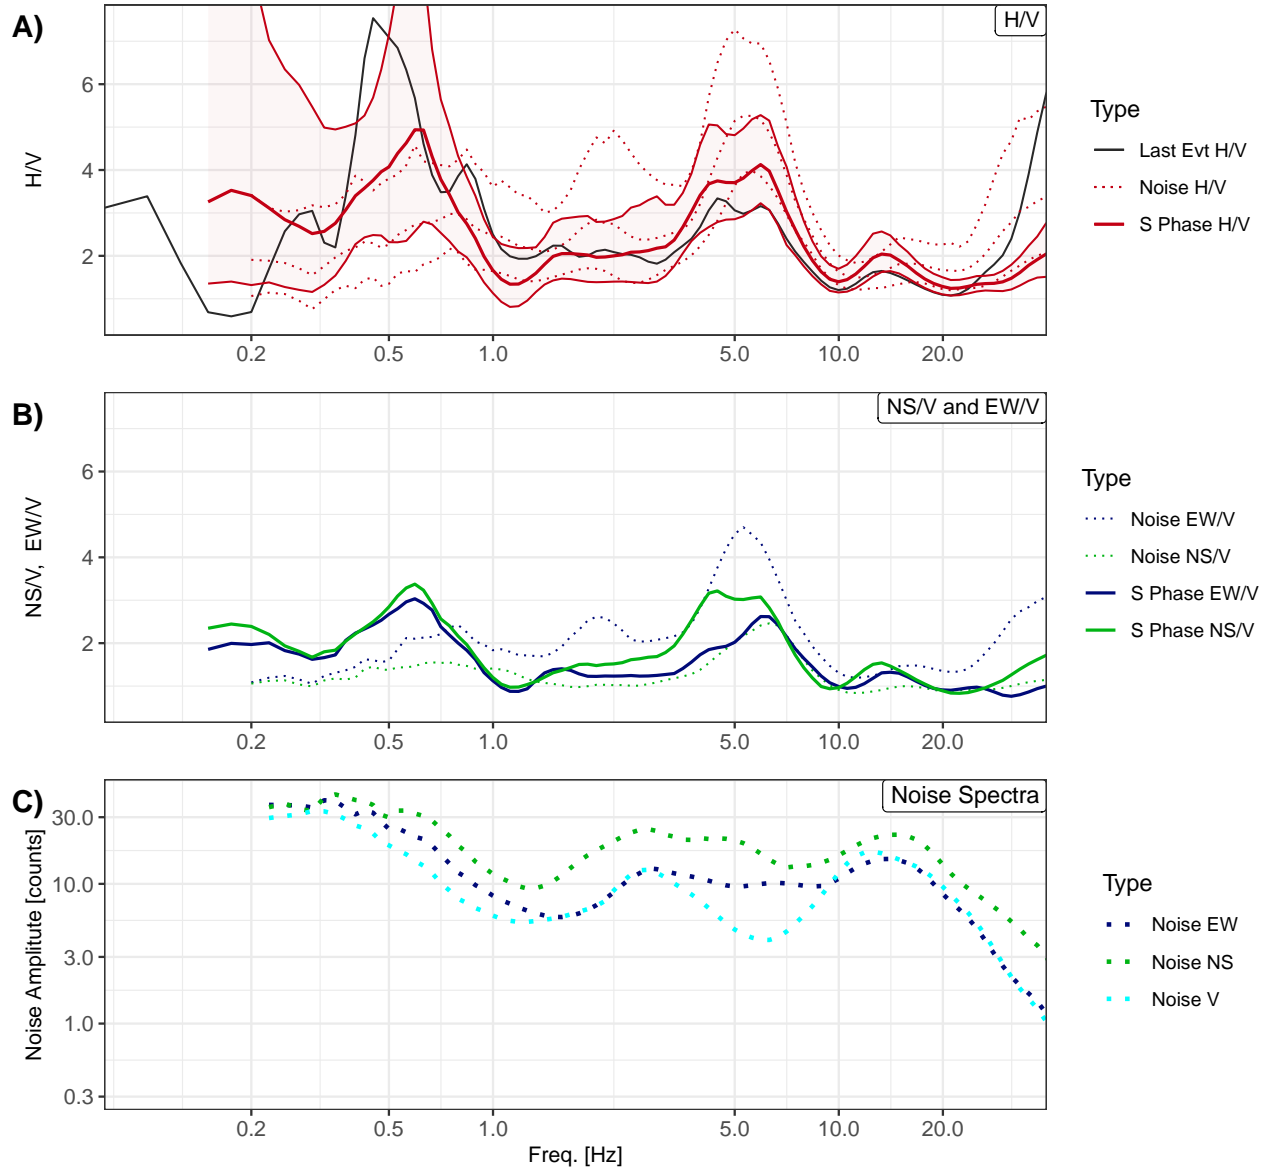 A)
H/V
H/V
6
4
2
0.2 0.5 1.0 5.0 10.0 20.0
Type
Last Evt H/V
Noise H/V
S Phase H/V
B)
NS/V and EW/V
NS/V, EW/V
6
4
2
0.2 0.5 1.0 5.0 10.0 20.0
Type
Noise EW/V
Noise NS/V
S Phase EW/V
S Phase NS/V
C)
Noise Spectra
Noise Amplitute [counts]
30.0
10.0
3.0
1.0
0.3
0.2 0.5 1.0 5.0 10.0 20.0
Freq. [Hz]
Type
Noise EW
Noise NS
Noise V